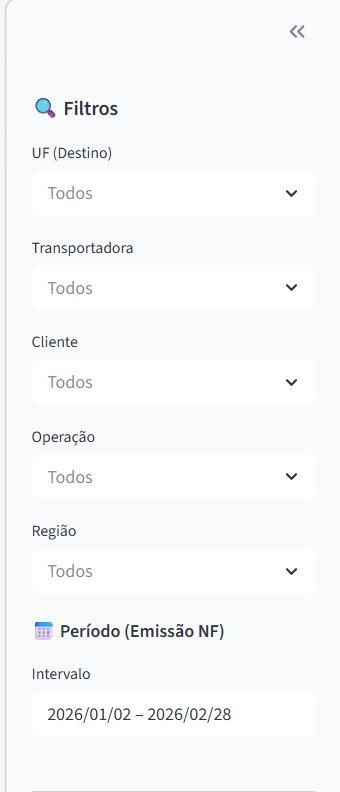 Filtros
UF (Destino)
Todos
Transportadora
Todos
Cliente
Todos
Operação
Todos
Região
Todos
Período (Emissão NF)
Intervalo
2026/01/02 – 2026/02/28